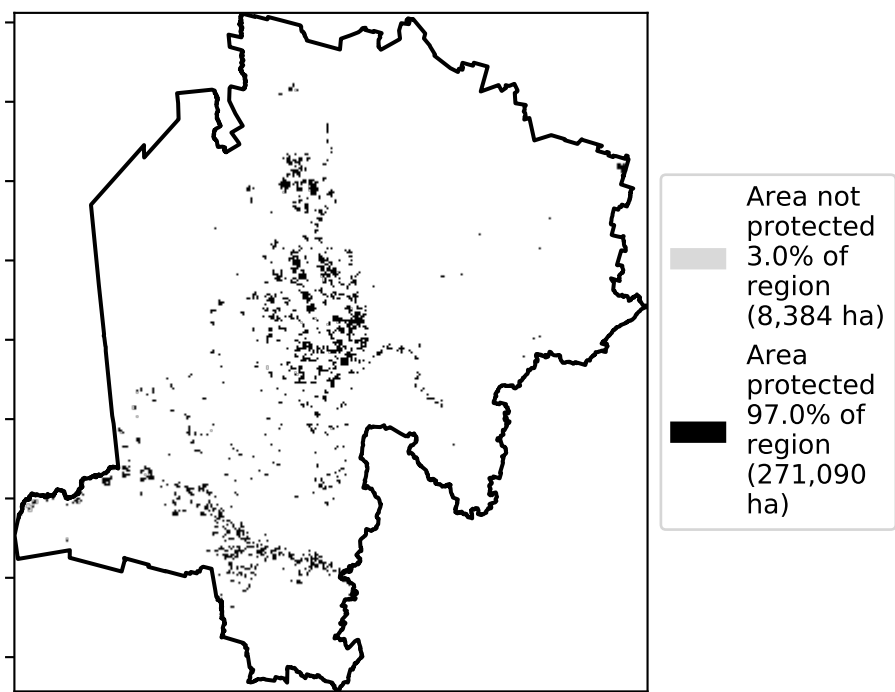 Area not
protected
3.0% of
region
(8,384 ha)
Area
protected
97.0% of
region
(271,090
ha)